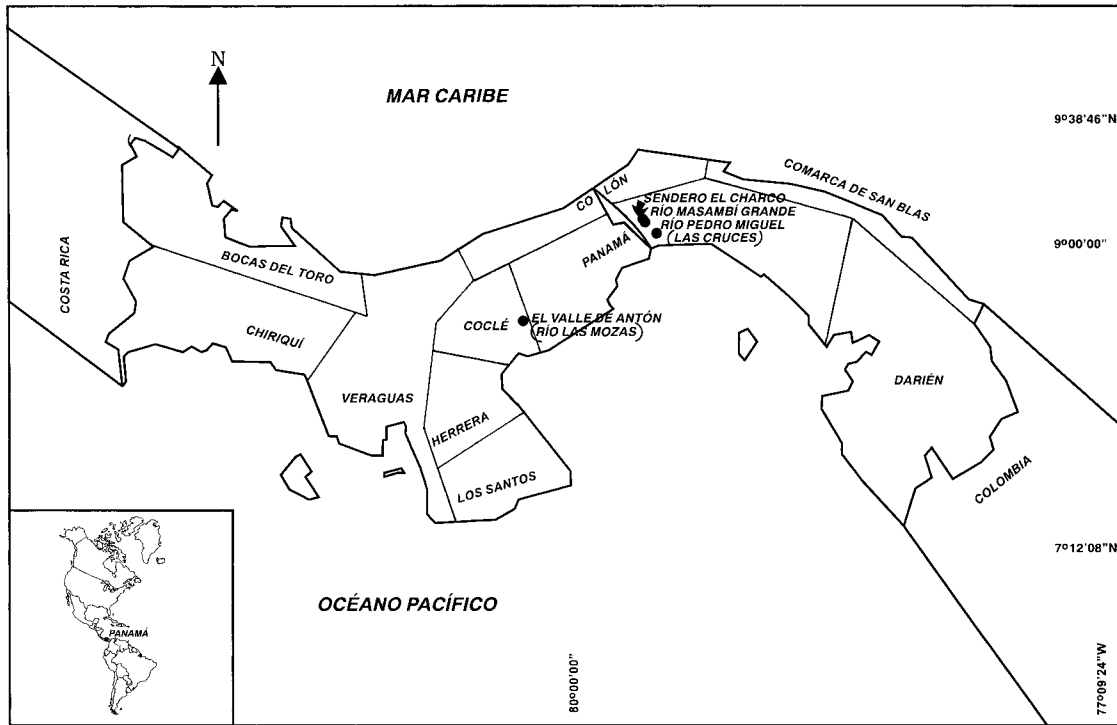 N
MAR CARIBE
9º38'46"N
COMARCA DE SAN BLAS
COLÓN
SENDERO EL CHARCO
RÍO MASAMBÍ GRANDE
RÍO PEDRO MIGUEL
(LAS CRUCES)
9º00'00"
PANAMÁ
COSTA RICA
BOCAS DEL TORO
CHIRIQUÍ
COCLÉ
EL VALLE DE ANTÓN
(RÍO LAS MOZAS)
VERAGUAS
DARIÉN
HERRERA
LOS SANTOS
COLOMBIA
7º12'08"N
OCÉANO PACÍFICO
PANAMÁ
80º00'00"
77º09'24"W